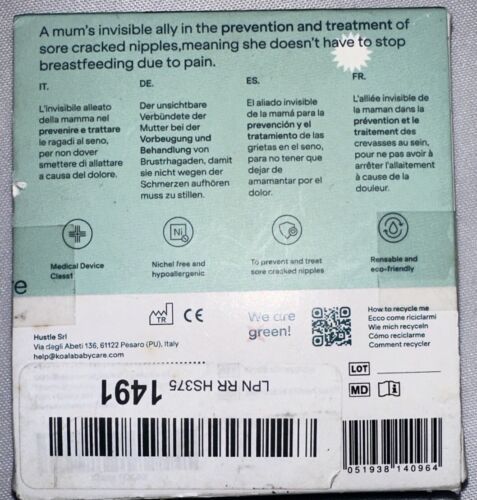 A mum's invisible ally in the prevention and treatment of
sore cracked nipples,meaning she doesn't have to stop
breastfeeding due to pain.
IT.
L'invisibile alleato
della mamma nel
prevenire e trattare
le ragadi al seno,
per non dover
smettere di allattare
a causa del dolore.
DE.
Der unsichtbare
Verbündete der
Mutter bei der
Vorbeugung und
Behandlung von
Brustrhagaden, damit
sie nicht wegen der
Schmerzen aufhören
muss zu stillen.
ES.
El aliado invisible
de la mamá para la
prevención y el
tratamiento de las
grietas en el seno,
para no tener que
dejar de
amamantar por el
dolor.
FR.
L'alliée invisible de
la maman dans la
prévention et le
traitement des
crevasses au sein,
pour ne pas avoir à
arrêter l'allaitement
à cause de la
douleur.
Medical Device
Class1
Ni
Nichel free and
hypoallergenic
To prevent and treat
sore cracked nipples
Reusable and
eco-friendly
e
TR
CE
We are
green!
How to recycle me
Ecco come riciclarmi
Wie mich recyceln
Cómo reciclarme
Comment recycler
Hustle Srl
Via degli Abeti 136, 61122 Pesaro (PU), Italy
help@koalababycare.com
LOT
MD
LPN RR HS375
1491
051938 140964